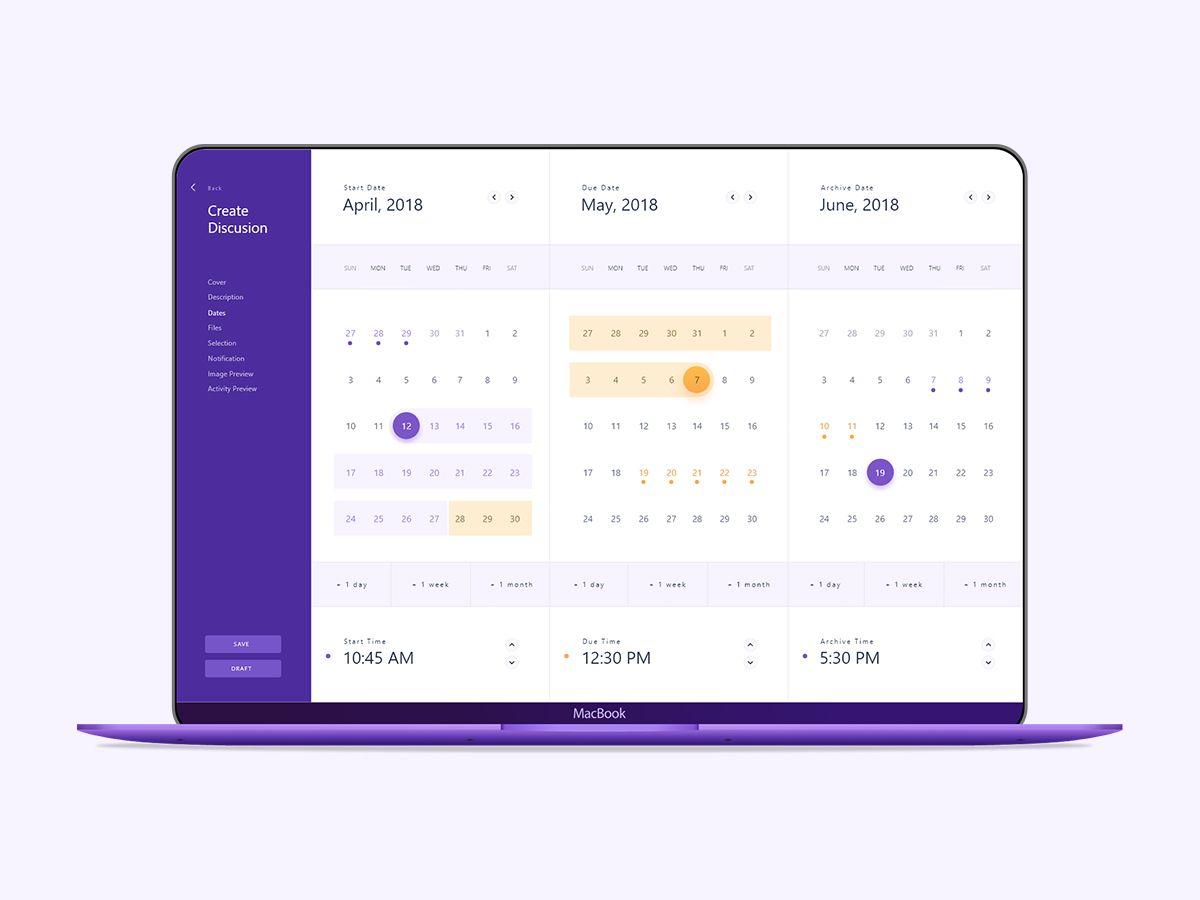 Back
Create
Discusion
Cover
Description
Dates
Files
Selection
Notification
Image Preview
Activity Preview
SAVE
DRAFT
Start Date
April, 2018
SUN MON TUE WED THU FRI SAT
27 28 29 30 31 1 2
3 4 5 6 7 8 9
10 11 12 13 14 15 16
17 18 19 20 21 22 23
24 25 26 27 28 29 30
+ 1 day + 1 week + 1 month
Start Time
10:45 AM
Due Date
May, 2018
SUN MON TUE WED THU FRI SAT
27 28 29 30 31 1 2
3 4 5 6 7 8 9
10 11 12 13 14 15 16
17 18 19 20 21 22 23
24 25 26 27 28 29 30
+ 1 day + 1 week + 1 month
Due Time
12:30 PM
Archive Date
June, 2018
SUN MON TUE WED THU FRI SAT
27 28 29 30 31 1 2
3 4 5 6 7 8 9
10 11 12 13 14 15 16
17 18 19 20 21 22 23
24 25 26 27 28 29 30
+ 1 day + 1 week + 1 month
Archive Time
5:30 PM
MacBook